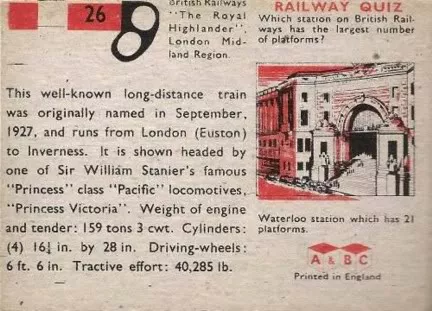 26
British Railways
"The Royal
Highlander",
London Mid-
land Region.
This well-known long-distance train
was originally named in September,
1927, and runs from London (Euston)
to Inverness. It is shown headed by
one of Sir William Stanier's famous
"Princess" class "Pacific" locomotives,
"Princess Victoria". Weight of engine
and tender: 159 tons 3 cwt. Cylinders:
(4) 16¼ in. by 28 in. Driving-wheels:
6 ft. 6 in. Tractive effort: 40,285 lb.
RAILWAY QUIZ
Which station on British Rail-
ways has the largest number
of platforms?
Waterloo station which has 21
platforms.
A & BC
Printed in England